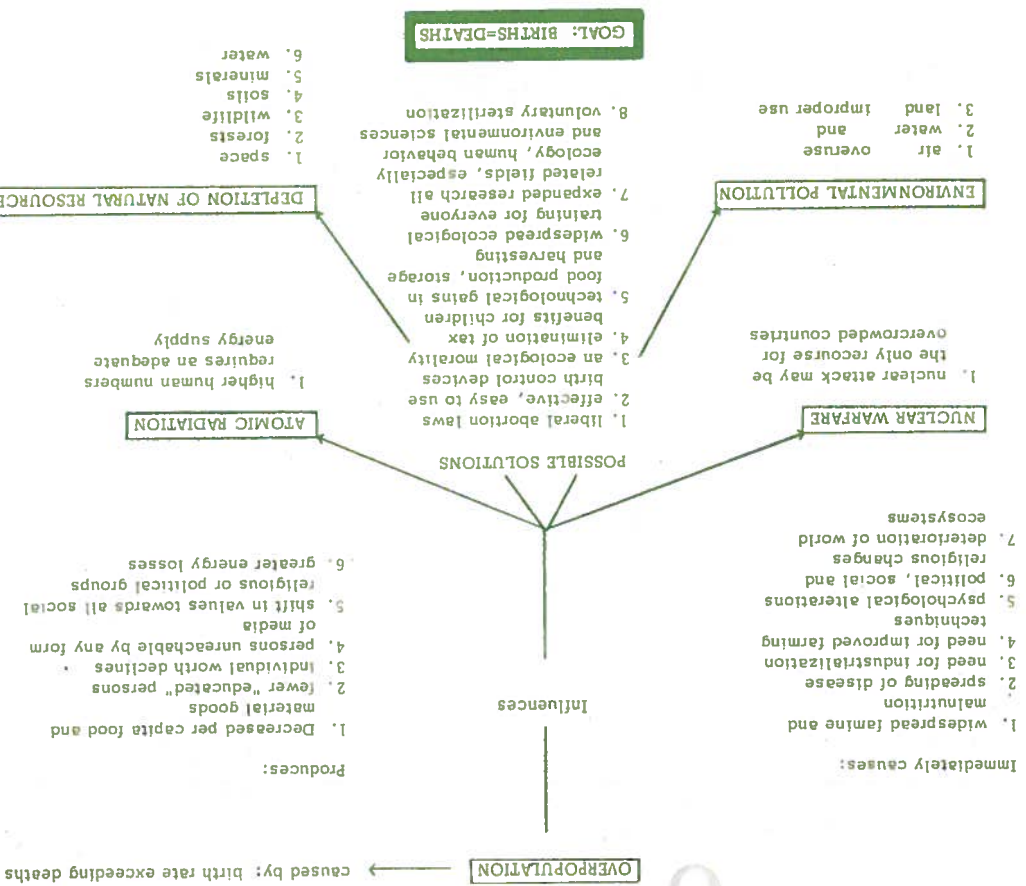 OVERPOPULATION caused by: birth rate exceeding deaths
Immediately causes:
1. widespread famine and
malnutrition
2. spreading of disease
3. need for industrialization
4. need for improved farming
techniques
5. psychological alterations
6. political, social and
religious changes
7. deterioration of world
ecosystems
Influences
Produces:
1. Decreased per capita food and
material goods
2. fewer "educated" persons
3. individual worth declines
4. persons unreachable by any form
of media
5. shift in values towards all social
religious or political groups
6. greater energy losses
NUCLEAR WARFARE
1. nuclear attack may be
the only recourse for
overcrowded countries
POSSIBLE SOLUTIONS
1. liberal abortion laws
2. effective, easy to use
birth control devices
3. an ecological morality
4. elimination of tax
benefits for children
5. technological gains in
food production, storage
and harvesting
6. widespread ecological
training for everyone
7. expanded research all
related fields, especially
ecology, human behavior
and environmental sciences
8. voluntary sterilization
ATOMIC RADIATION
1. higher human numbers
requires an adequate
energy supply
ENVIRONMENTAL POLLUTION
1. air overuse
2. water and
3. land improper use
DEPLETION OF NATURAL RESOURCE
1. space
2. forests
3. wildlife
4. soils
5. minerals
6. water
GOAL: BIRTHS=DEATHS